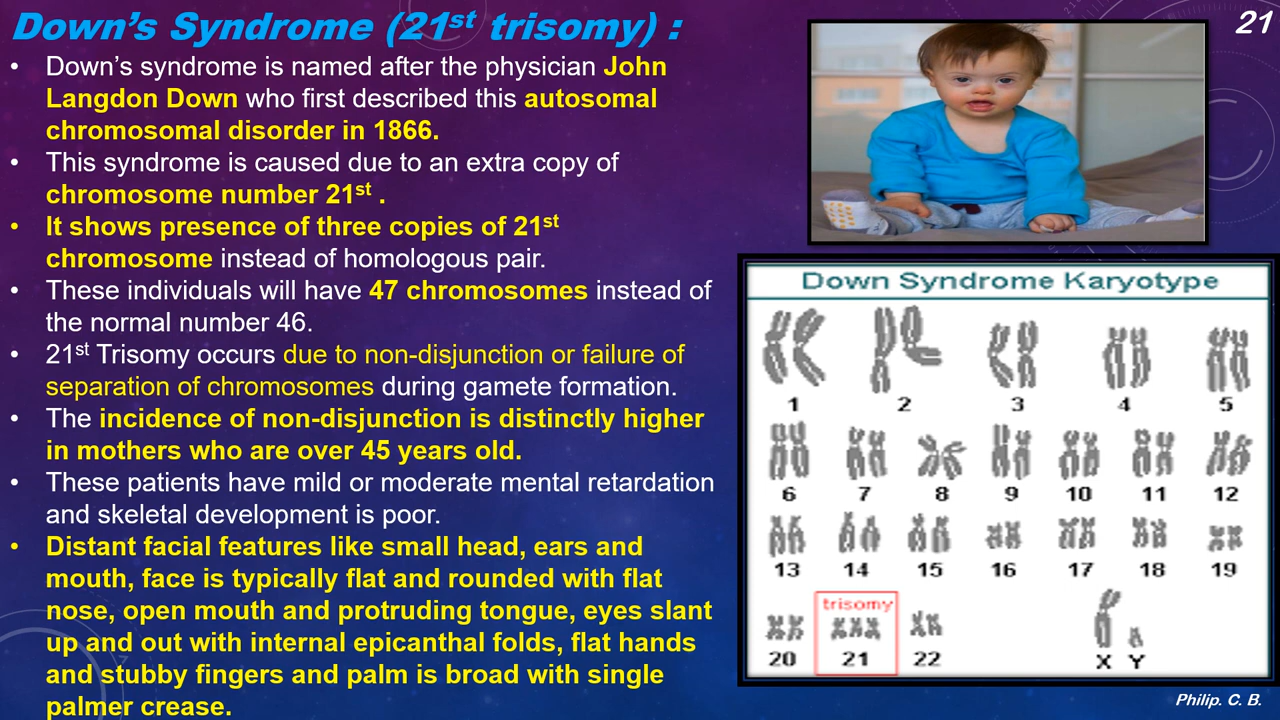 Down's Syndrome (21st trisomy) :
21
• Down's syndrome is named after the physician John
Langdon Down who first described this autosomal
chromosomal disorder in 1866.
• This syndrome is caused due to an extra copy of
chromosome number 21st .
• It shows presence of three copies of 21st
chromosome instead of homologous pair.
• These individuals will have 47 chromosomes instead of
the normal number 46.
• 21st Trisomy occurs due to non-disjunction or failure of
separation of chromosomes during gamete formation.
• The incidence of non-disjunction is distinctly higher
in mothers who are over 45 years old.
• These patients have mild or moderate mental retardation
and skeletal development is poor.
• Distant facial features like small head, ears and
mouth, face is typically flat and rounded with flat
nose, open mouth and protruding tongue, eyes slant
up and out with internal epicanthal folds, flat hands
and stubby fingers and palm is broad with single
palmer crease.
Down Syndrome Karyotype
1 2 3 4 5
6 7 8 9 10 11 12
13 14 15 16 17 18 19
trisomy
20 21 22 X Y
Philip. C. B.